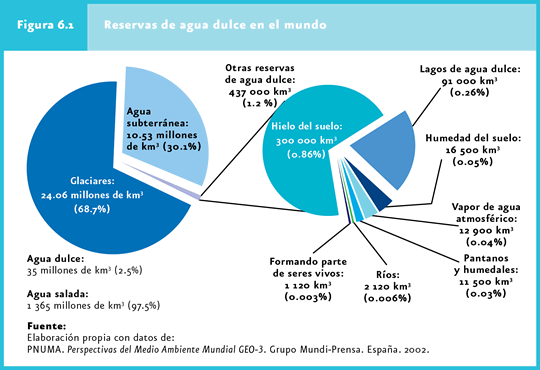 Figura 6.1
Reservas de agua dulce en el mundo
Otras reservas
de agua dulce:
437 000 km³
(1.2 %)
Lagos de agua dulce:
91 000 km³
(0.26%)
Agua
subterránea:
10.53 millones
de km³ (30.1%)
Hielo del suelo:
300 000 km³
(0.86%)
Humedad del suelo:
16 500 km³
(0.05%)
Glaciares:
24.06 millones de km³
(68.7%)
Vapor de agua
atmosférico:
12 900 km³
(0.04%)
Agua dulce:
35 millones de km³ (2.5%)
Formando parte
de seres vivos:
1 120 km³
(0.003%)
Ríos:
2 120 km³
(0.006%)
Pantanos
y humedales:
11 500 km³
(0.03%)
Agua salada:
1 365 millones de km³ (97.5%)
Fuente:
Elaboración propia con datos de:
PNUMA. Perspectivas del Medio Ambiente Mundial GEO-3. Grupo Mundi-Prensa. España. 2002.